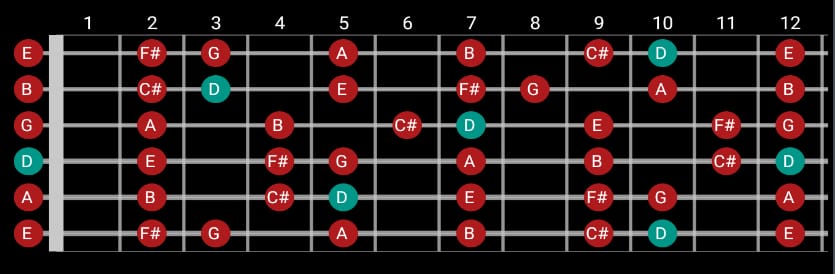 1 2 3 4 5 6 7 8 9 10 11 12
E F# G A B C# D E
B C# D E F# G A B
G A B C# D E F# G
D E F# G A B C# D
A B C# D E F# G A
E F# G A B C# D E